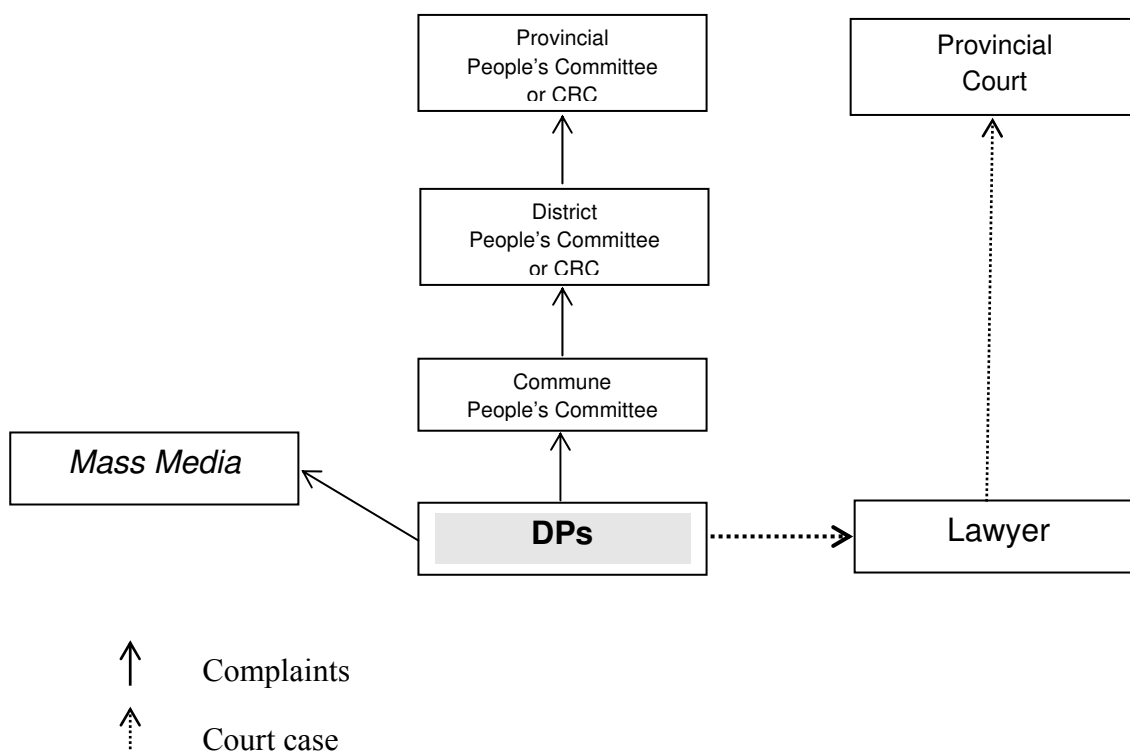 Provincial
People's Committee
or CRC
Provincial
Court
District
People's Committee
or CRC
Commune
People's Committee
Mass Media
DPs
Lawyer
Complaints
Court case